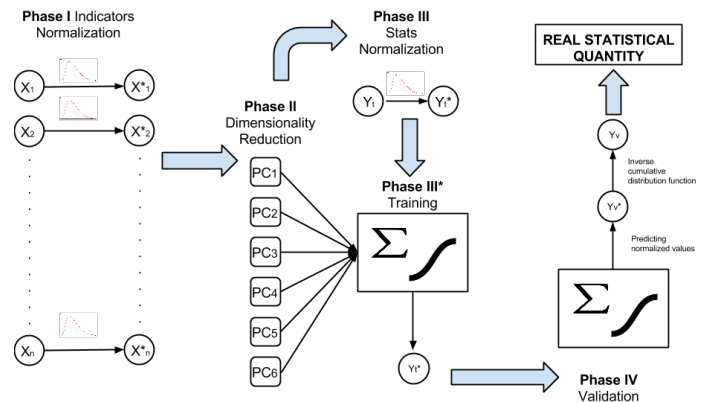 Phase I Indicators
Normalization
X1
X*1
X2
X*2
Xn
X*n
Phase II
Dimensionality
Reduction
PC1
PC2
PC3
PC4
PC5
PC6
Phase III
Stats
Normalization
Yt
Yt*
Phase III*
Training
Σ
Yt*
Phase IV
Validation
Σ
Predicting
normalized values
Yv*
Inverse
cumulative
distribution function
Yv
REAL STATISTICAL
QUANTITY